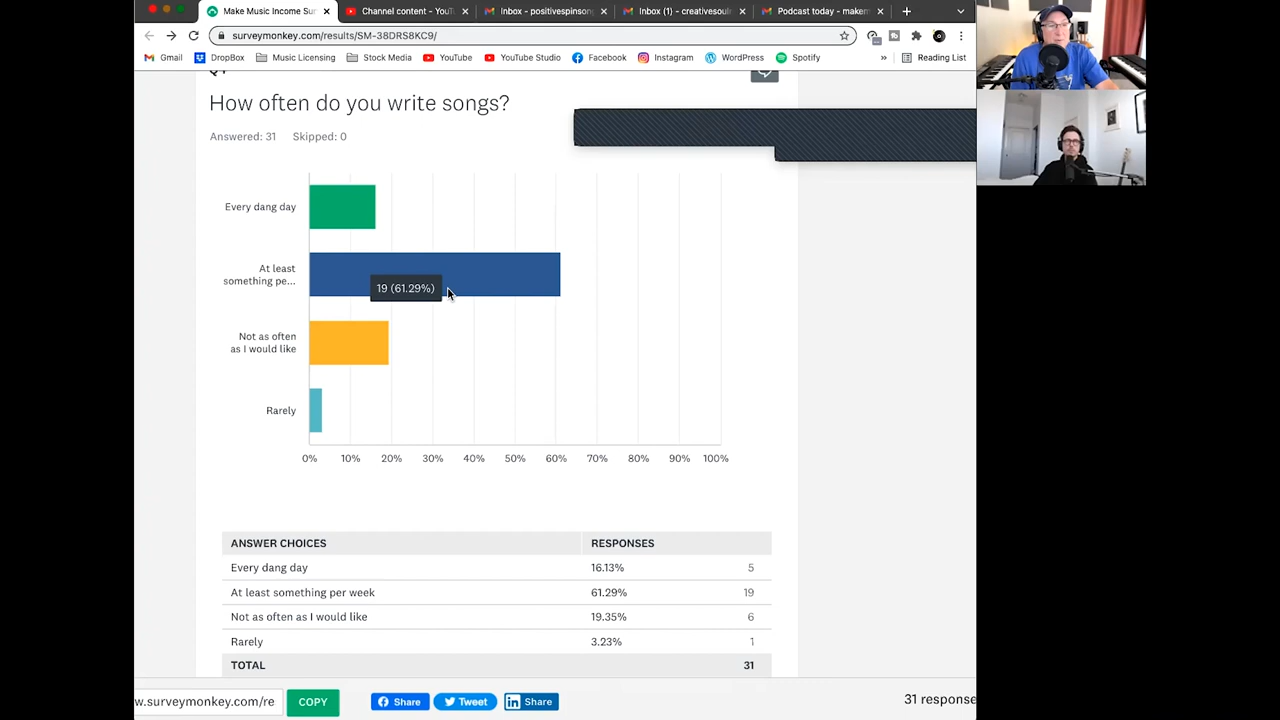 Make Music Income Sur
Channel content - YouTu
Inbox - positivespinsong
Inbox (1) - creativesoulr
Podcast today - makem
surveymonkey.com/results/SM-38DRS8KC9/
Gmail DropBox Music Licensing Stock Media YouTube YouTube Studio Facebook Instagram WordPress Spotify » Reading List
How often do you write songs?
Answered: 31 Skipped: 0
Every dang day
At least
something pe...
19 (61.29%)
Not as often
as I would like
Rarely
0% 10% 20% 30% 40% 50% 60% 70% 80% 90% 100%
ANSWER CHOICES RESPONSES
Every dang day 16.13% 5
At least something per week 61.29% 19
Not as often as I would like 19.35% 6
Rarely 3.23% 1
TOTAL 31
w.surveymonkey.com/re COPY Share Tweet Share 31 response